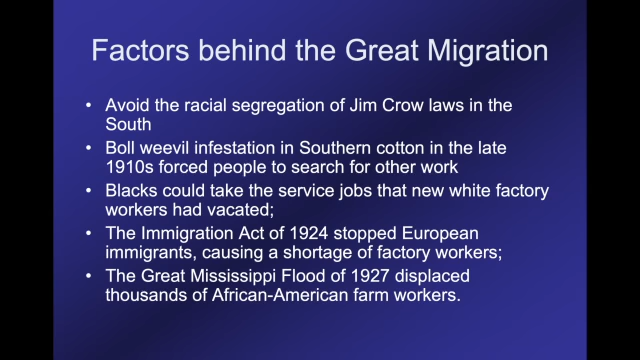 Factors behind the Great Migration
• Avoid the racial segregation of Jim Crow laws in the
South
• Boll weevil infestation in Southern cotton in the late
1910s forced people to search for other work
• Blacks could take the service jobs that new white factory
workers had vacated;
• The Immigration Act of 1924 stopped European
immigrants, causing a shortage of factory workers;
• The Great Mississippi Flood of 1927 displaced
thousands of African-American farm workers.